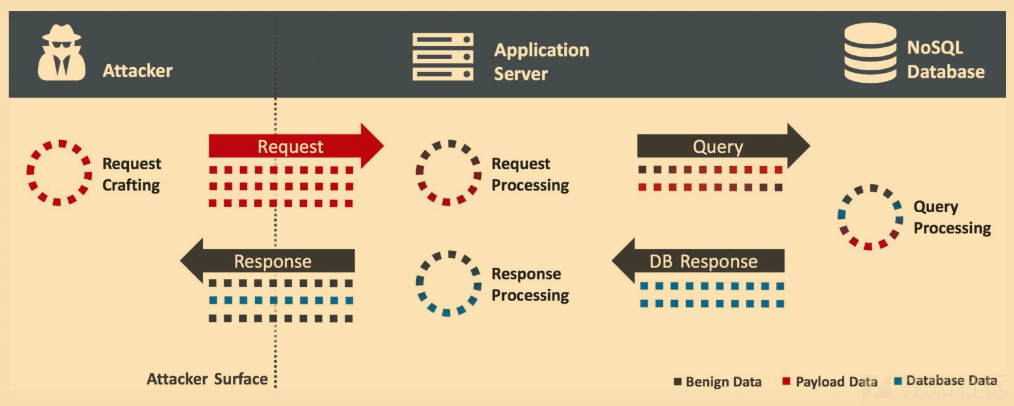 Attacker
Application
Server
NoSQL
Database
Request
Crafting
Request
Request
Processing
Query
Query
Processing
Response
Response
Processing
DB Response
Attacker Surface
Benign Data
Payload Data
Database Data